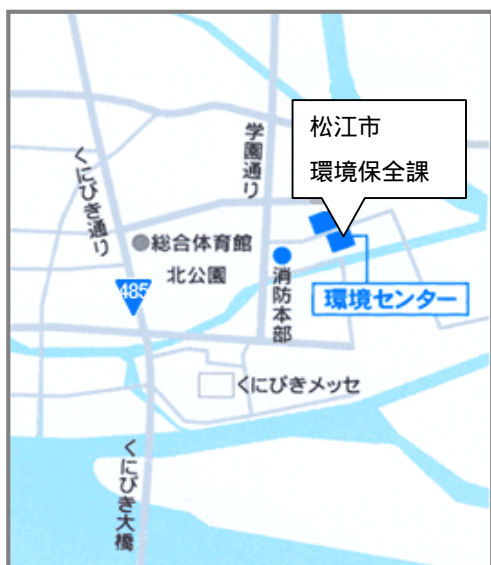 松江市
環境保全課
学園通り
くにびき通り
総合体育館
北公園
485
消防本部
環境センター
くにびきメッセ
くにびき大橋